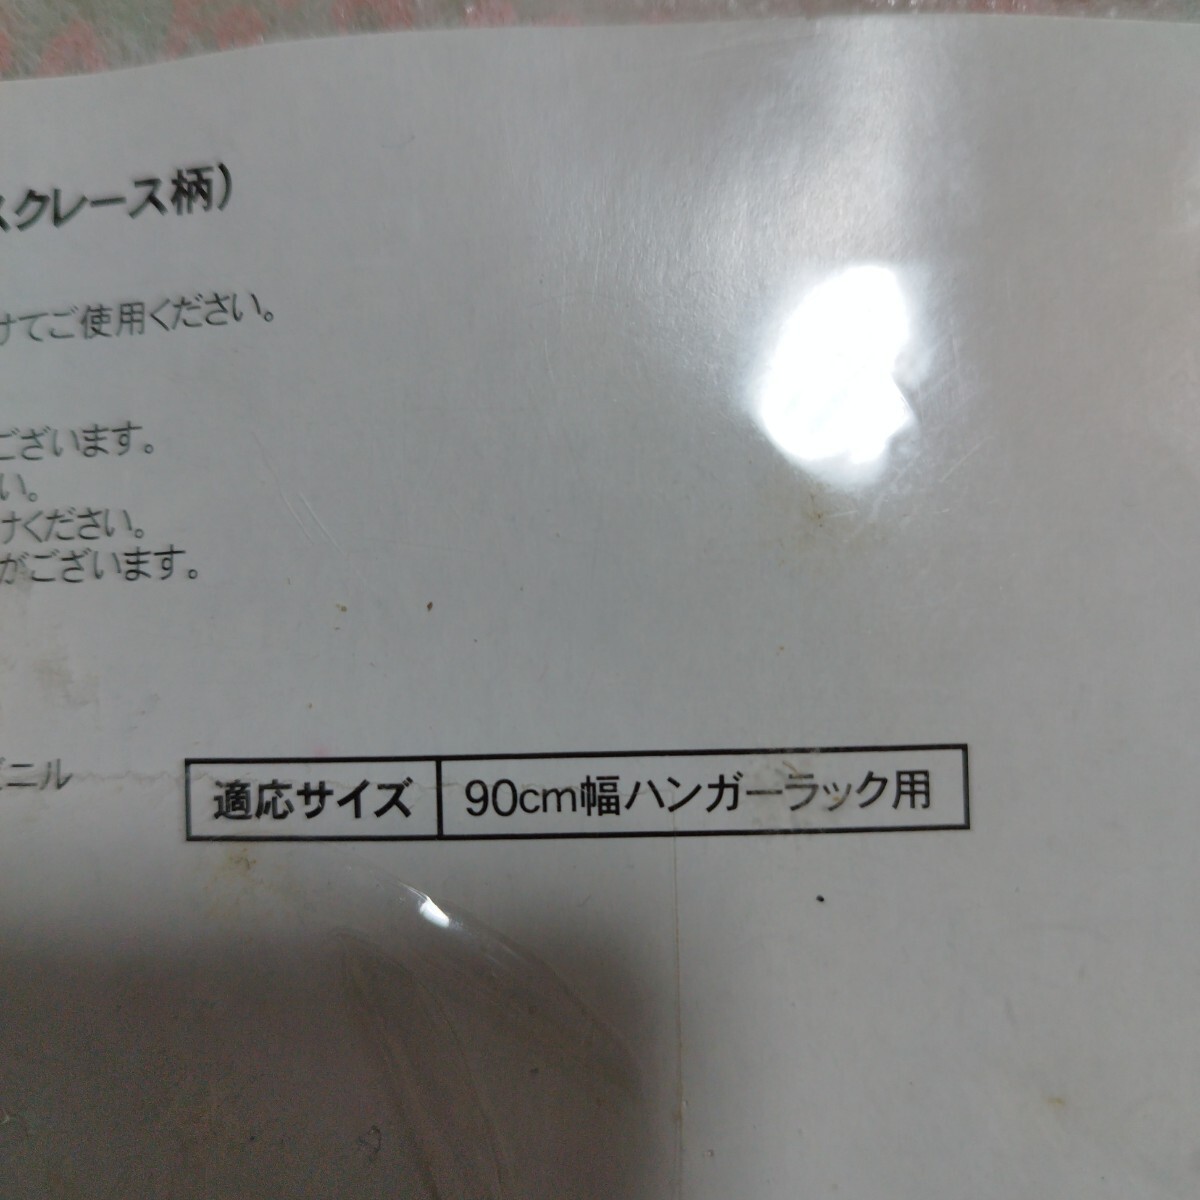 スクレース柄）
けてご使用ください。
ございます。
い。
けください。
がございます。
ニル
適応サイズ 90cm幅ハンガーラック用